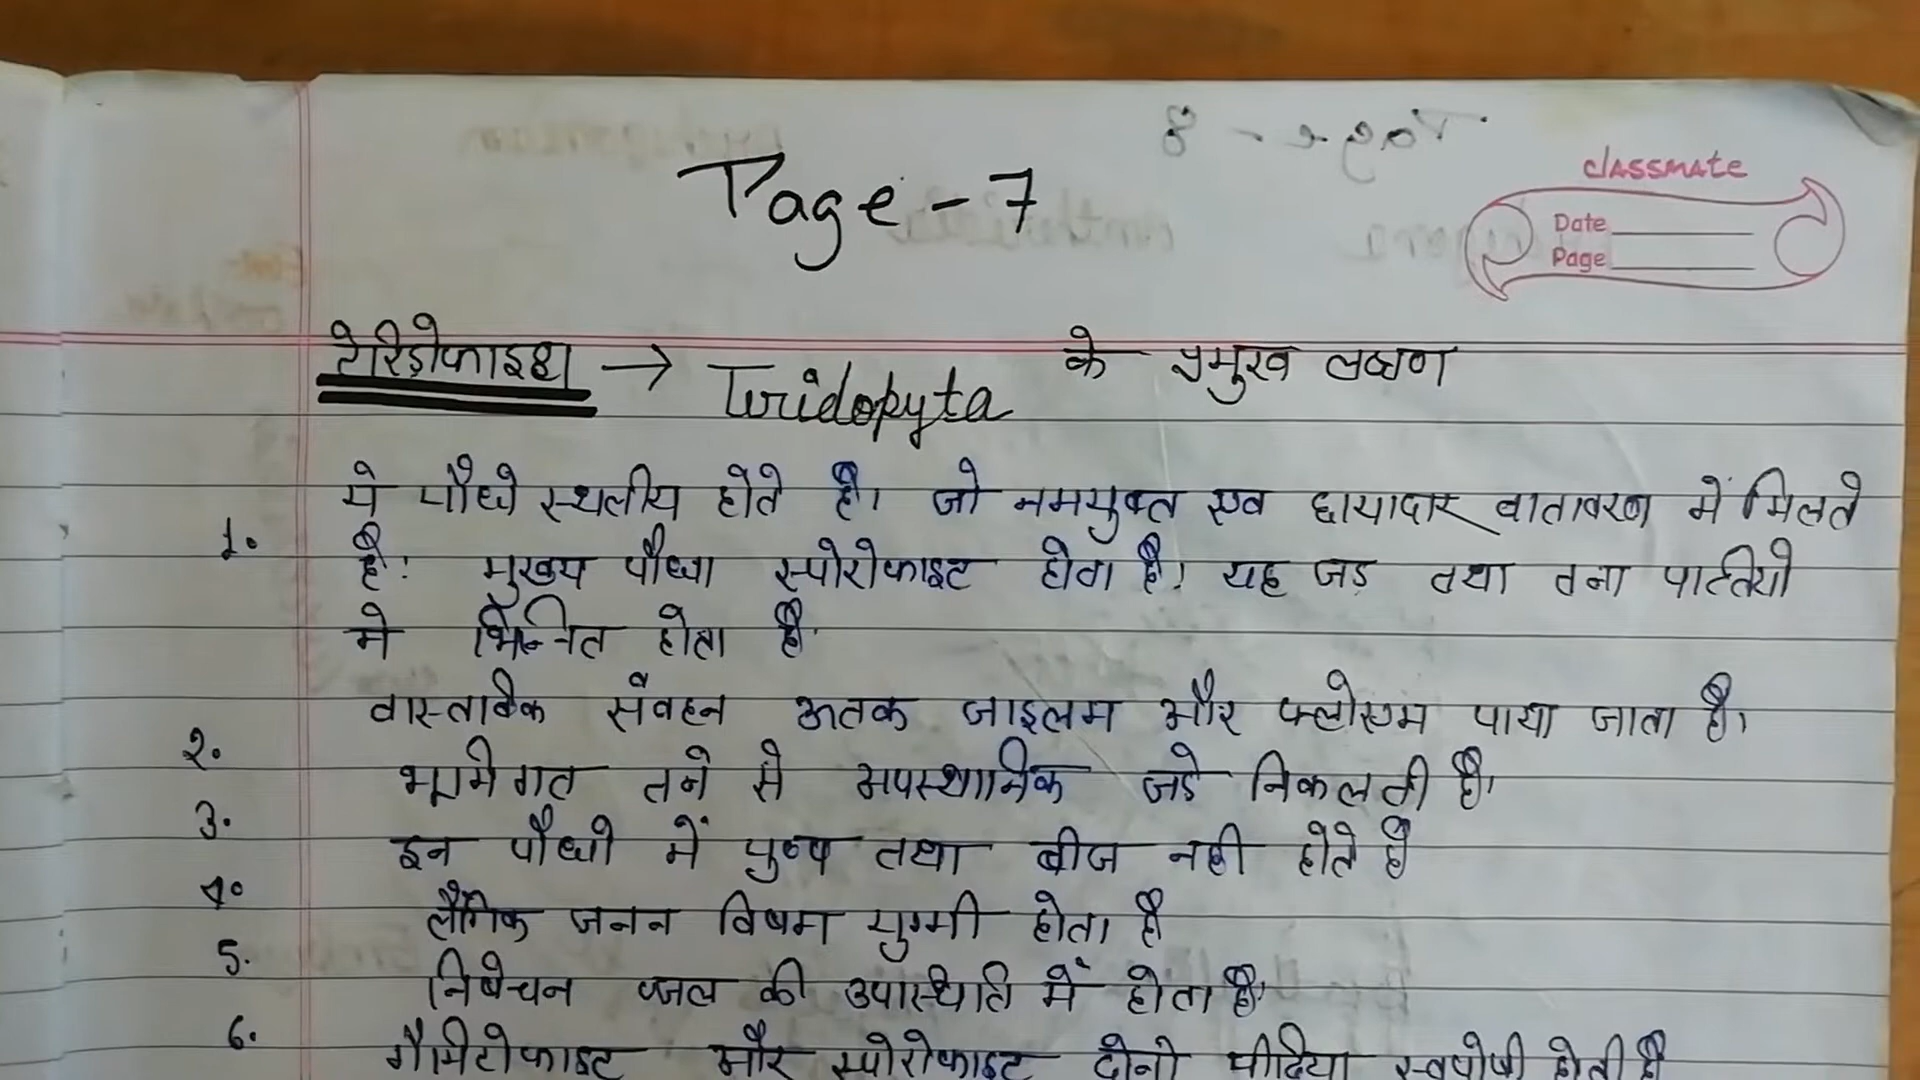 Page - 7
classmate
Date
Page
टेरिडोफाइटा → Teridopyta के प्रमुख लक्षण
ये पौधे स्थलीय होते है। जो नमयुक्त एव छायादार वातावरण में मिलते
1. है। मुख्य पौधा स्पोरोफाइट होता है। यह जड़ तथा तना पत्तियो
मे भिन्नित होता है.
वास्तविक संवहन ऊतक जाइलम और फ्लोएम पाया जाता है।
2. भूमिगत तने से अपस्थानिक जड़े निकलती है।
3. इन पौधो में पुष्प तथा बीज नही होते है
4. लैंगिक जनन विषम युग्मी होता है
5. निषेचन जल की उपस्थिति में होता है।
6. गैमिटोफाइट और स्पोरोफाइट दोनो पीढिया स्वपोषी होती है